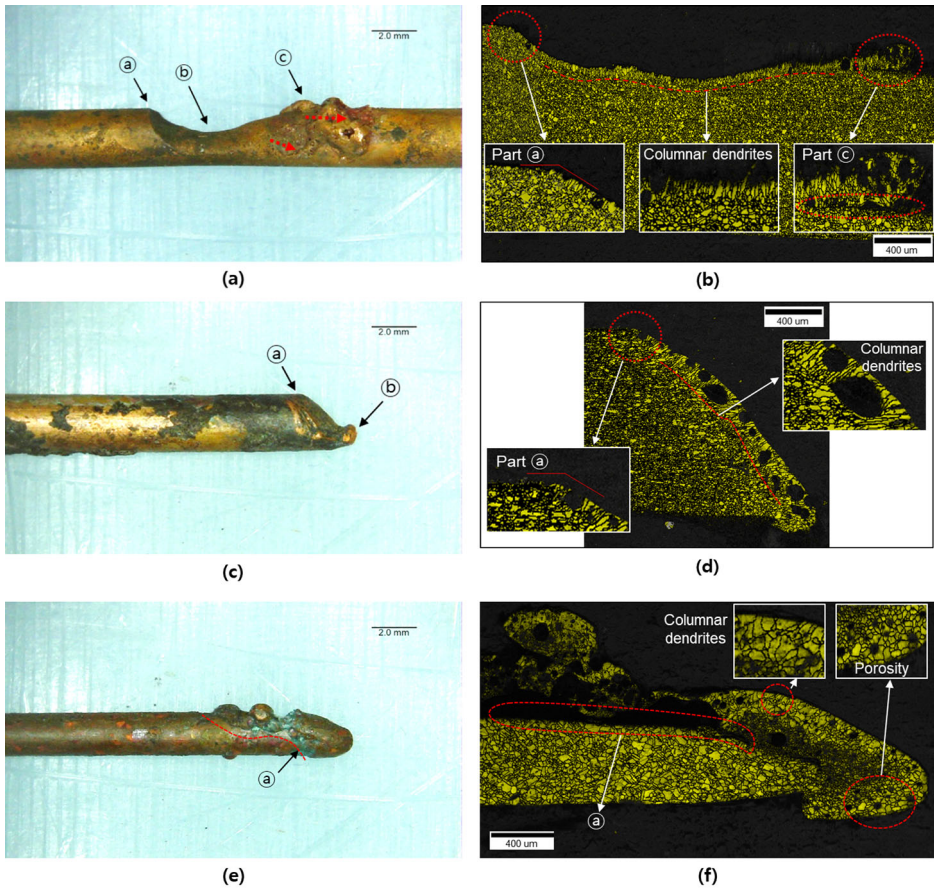 2.0 mm
ⓐ
ⓑ
ⓒ
(a)
Part ⓐ
Columnar dendrites
Part ⓒ
400 um
(b)
2.0 mm
ⓐ
ⓑ
(c)
400 um
Columnar
dendrites
Part ⓐ
(d)
2.0 mm
ⓐ
(e)
Columnar
dendrites
Porosity
ⓐ
400 um
(f)